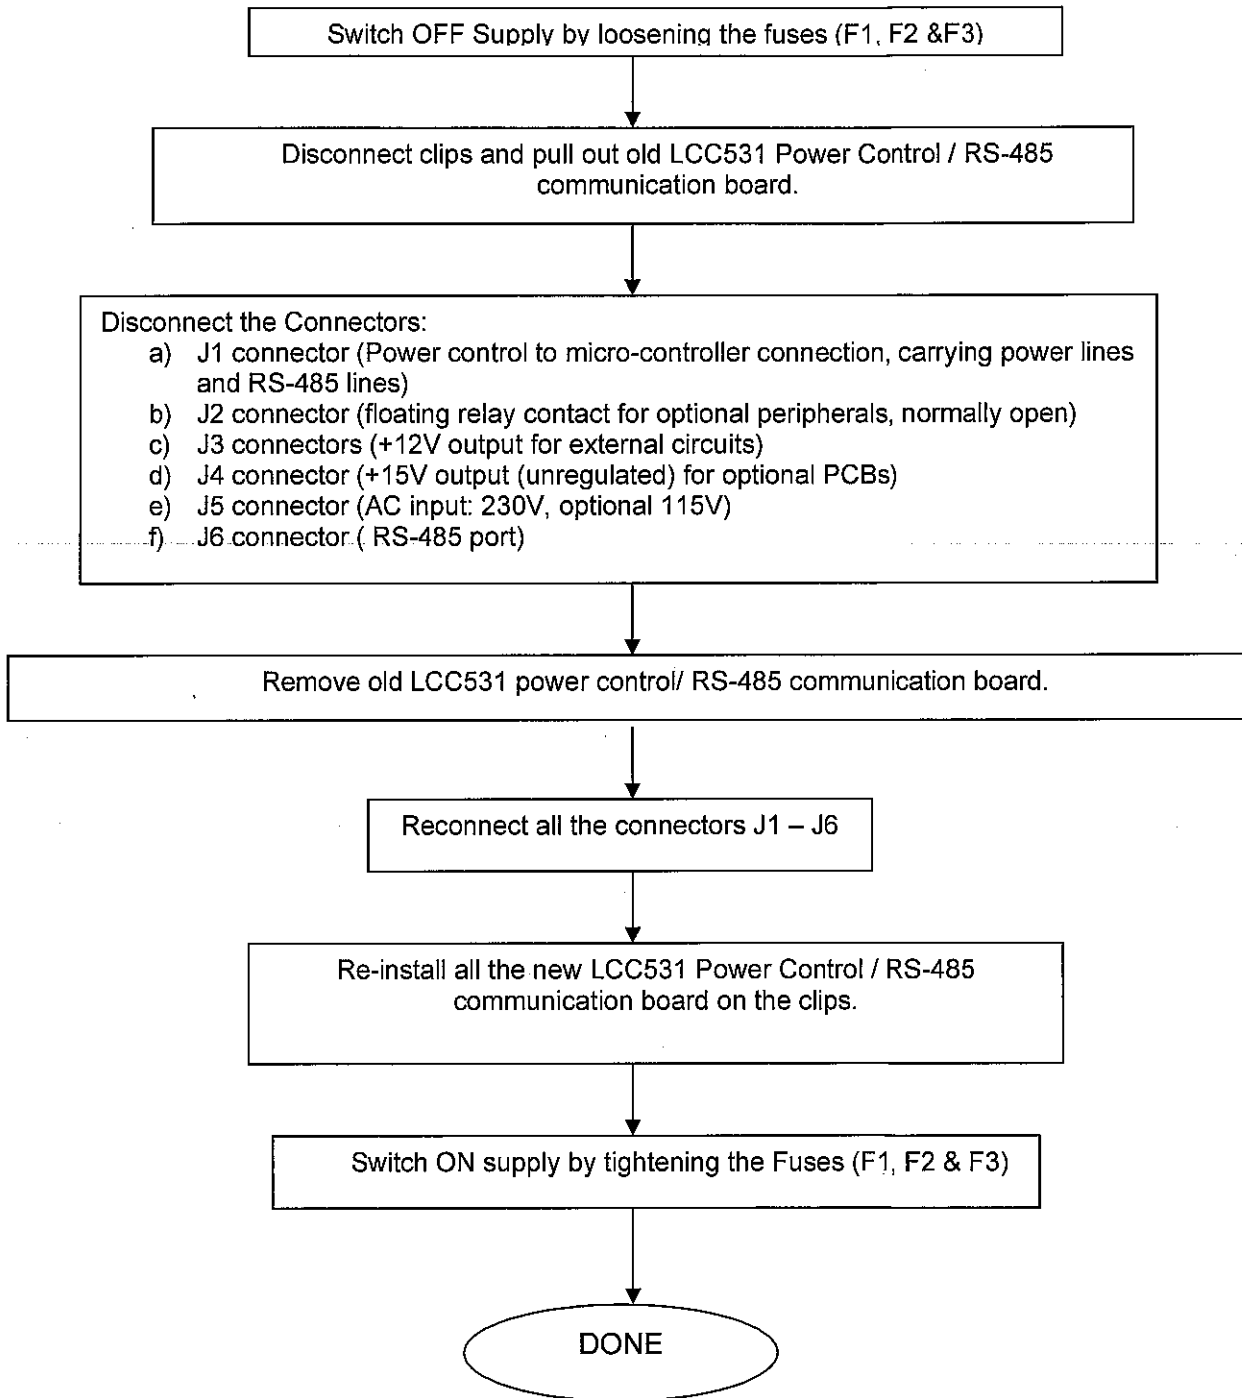 Switch OFF Supply by loosening the fuses (F1, F2 &F3)
Disconnect clips and pull out old LCC531 Power Control / RS-485
communication board.
Disconnect the Connectors:
a) J1 connector (Power control to micro-controller connection, carrying power lines
and RS-485 lines)
b) J2 connector (floating relay contact for optional peripherals, normally open)
c) J3 connectors (+12V output for external circuits)
d) J4 connector (+15V output (unregulated) for optional PCBs)
e) J5 connector (AC input: 230V, optional 115V)
f) J6 connector ( RS-485 port)
Remove old LCC531 power control/ RS-485 communication board.
Reconnect all the connectors J1 – J6
Re-install all the new LCC531 Power Control / RS-485
communication board on the clips.
Switch ON supply by tightening the Fuses (F1, F2 & F3)
DONE